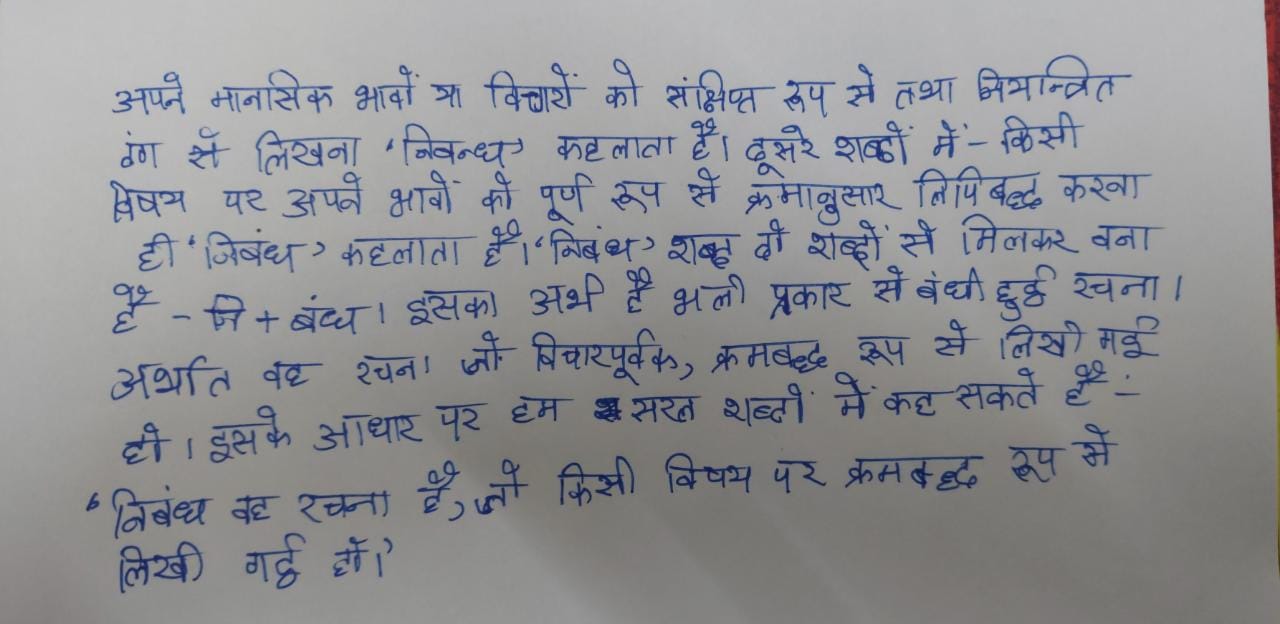 अपने मानसिक भावों या विचारों को संक्षिप्त रूप से तथा नियन्त्रित
ढंग से लिखना 'निबन्ध' कहलाता है। दूसरे शब्दों में - किसी
विषय पर अपने भावों को पूर्ण रूप से क्रमानुसार लिपिबद्ध करना
ही 'निबंध' कहलाता है। 'निबंध' शब्द दो शब्दों से मिलकर बना
है - नि + बंध। इसका अर्थ है भली प्रकार से बंधी हुई रचना।
अर्थात वह रचना जो विचारपूर्वक, क्रमबद्ध रूप से लिखी गई
हो। इसके आधार पर हम सरल शब्दों में कह सकते हैं :-
'निबंध वह रचना है, जो किसी विषय पर क्रमबद्ध रूप से
लिखी गई हो।'